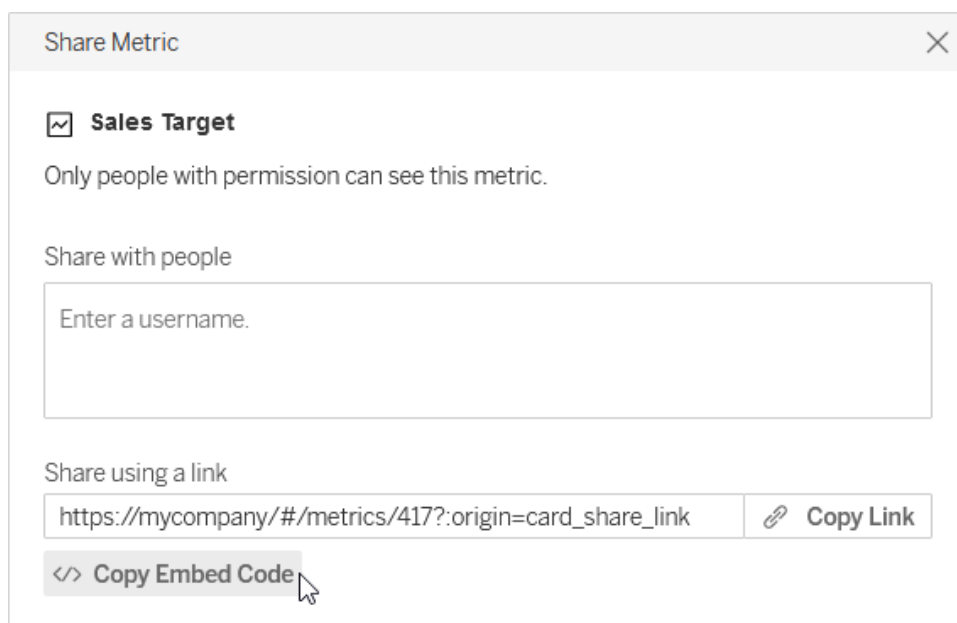 Share Metric
Sales Target
Only people with permission can see this metric.
Share with people
Enter a username.
Share using a link
https://mycompany/#/metrics/417?:origin=card_share_link
Copy Link
</> Copy Embed Code